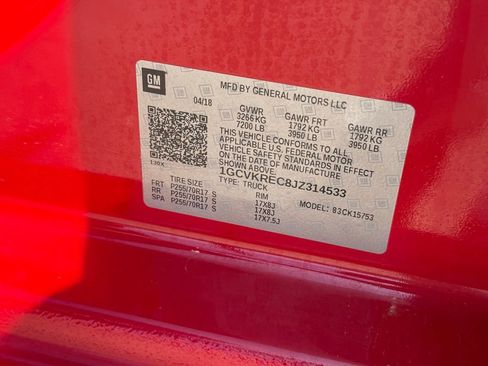 GM
MFD BY GENERAL MOTORS LLC
04/18 GVWR GAWR FRT GAWR RR
3266 KG 1792 KG 1792 KG
7200 LB 3950 LB 3950 LB
THIS VEHICLE CONFORMS TO ALL
APPLICABLE U.S. FEDERAL MOTOR
VEHICLE SAFETY STANDARDS IN EFFECT
ON THE DATE OF MANUFACTURE SHOWN ABOVE.
1GCVKREC8JZ314533
TYPE: TRUCK MODEL: 83CK15753
TIRE SIZE RIM
FRT P255/70R17 S 17X8J
RR P255/70R17 S 17X8J
SPA P255/70R17 S 17X7.5J